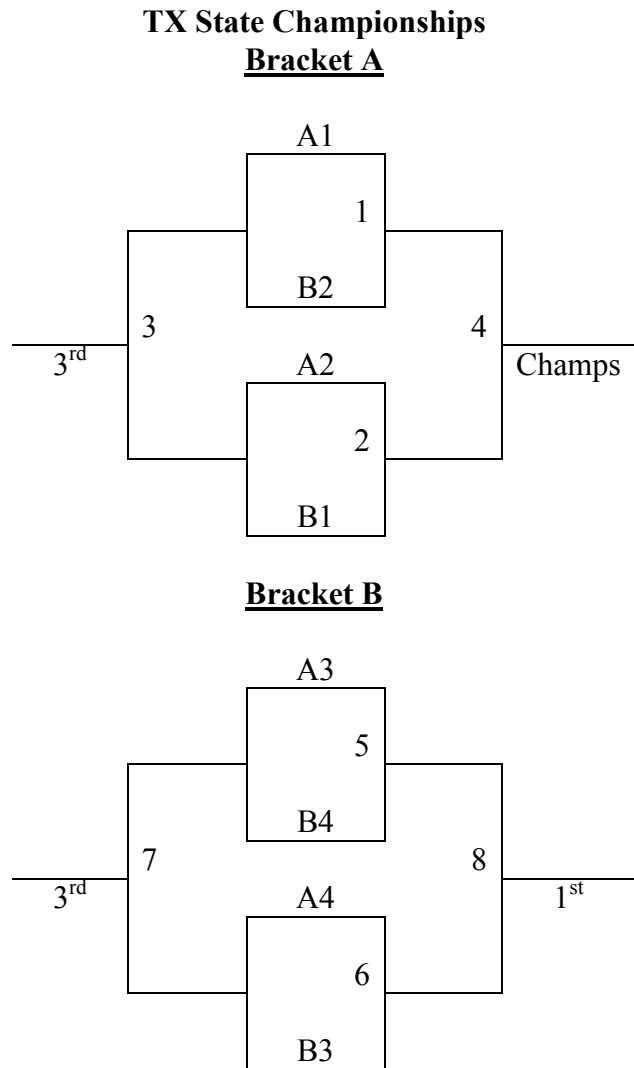 TX State Championships
Bracket A
A1
1
B2
3
4
3rd
Champs
A2
2
B1
Bracket B
A3
5
B4
7
8
3rd
1st
A4
6
B3